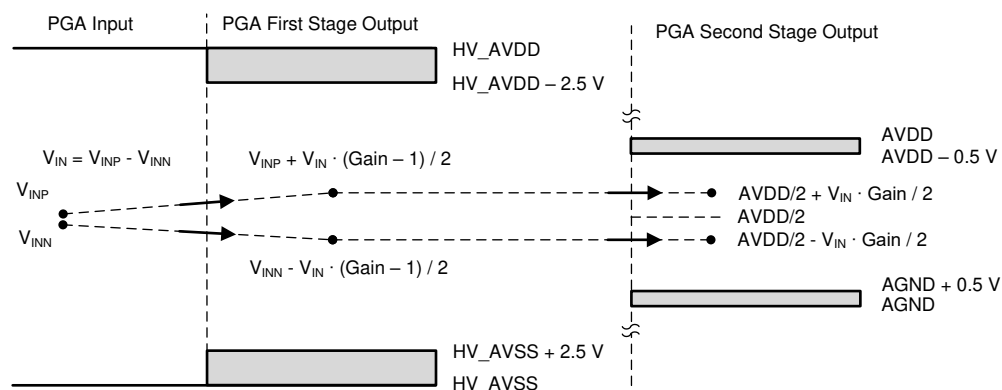 PGA Input
PGA First Stage Output
PGA Second Stage Output
HV_AVDD
HV_AVDD – 2.5 V
AVDD
AVDD – 0.5 V
V_IN = V_INP - V_INN
V_INP + V_IN · (Gain – 1) / 2
V_INP
AVDD/2 + V_IN · Gain / 2
AVDD/2
V_INN
AVDD/2 - V_IN · Gain / 2
V_INN - V_IN · (Gain – 1) / 2
AGND + 0.5 V
AGND
HV_AVSS + 2.5 V
HV_AVSS